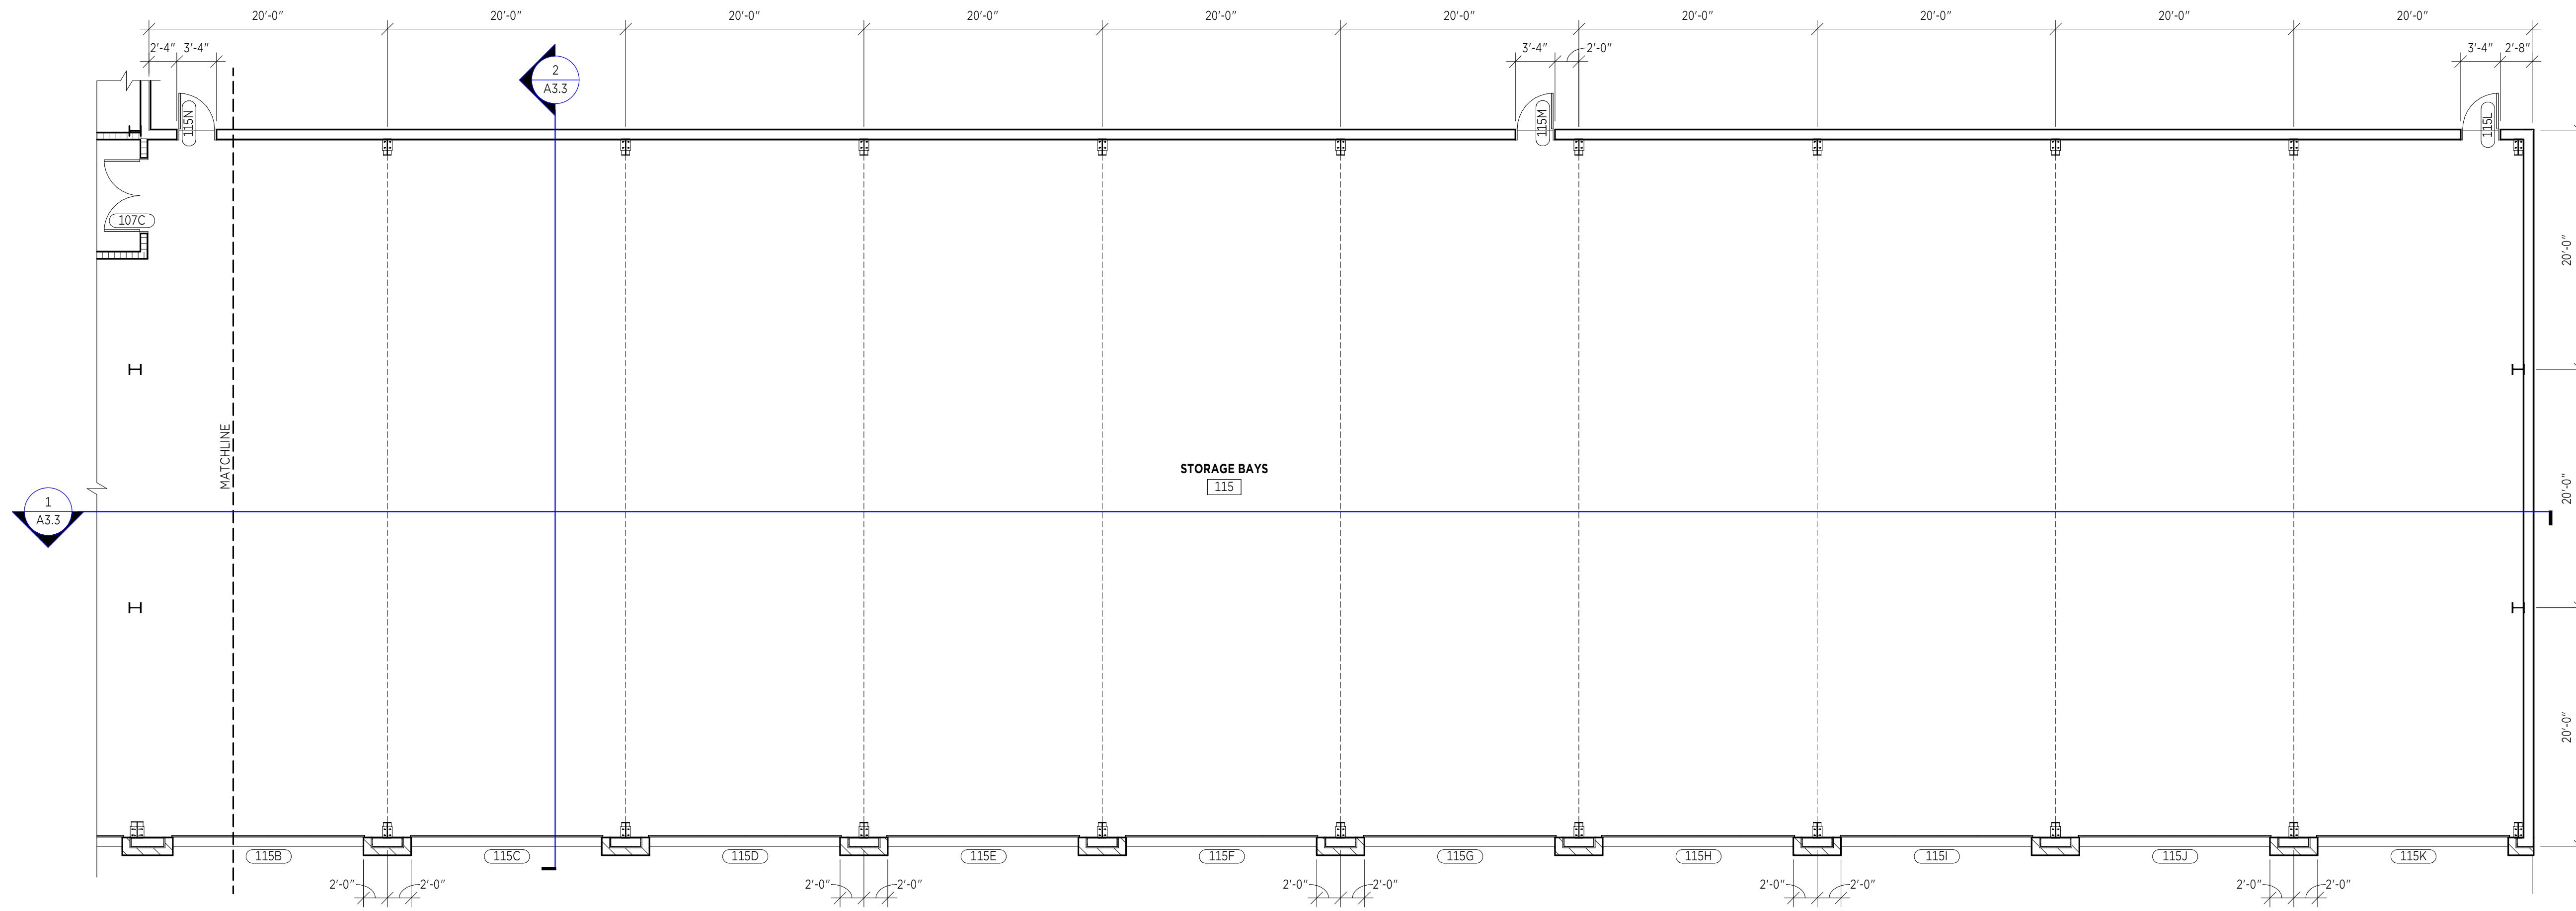 20'-0" 20'-0" 20'-0" 20'-0" 20'-0" 20'-0" 20'-0" 20'-0" 20'-0" 20'-0"
2'-4" 3'-4" 3'-4" 2'-0" 3'-4" 2'-8"
2
A3.3
115N
115M
115L
107C
20'-0"
MATCHLINE
STORAGE BAYS
115
20'-0"
1
A3.3
20'-0"
115B 115C 115D 115E 115F 115G 115H 115I 115J 115K
2'-0" 2'-0" 2'-0" 2'-0" 2'-0" 2'-0" 2'-0" 2'-0" 2'-0" 2'-0"